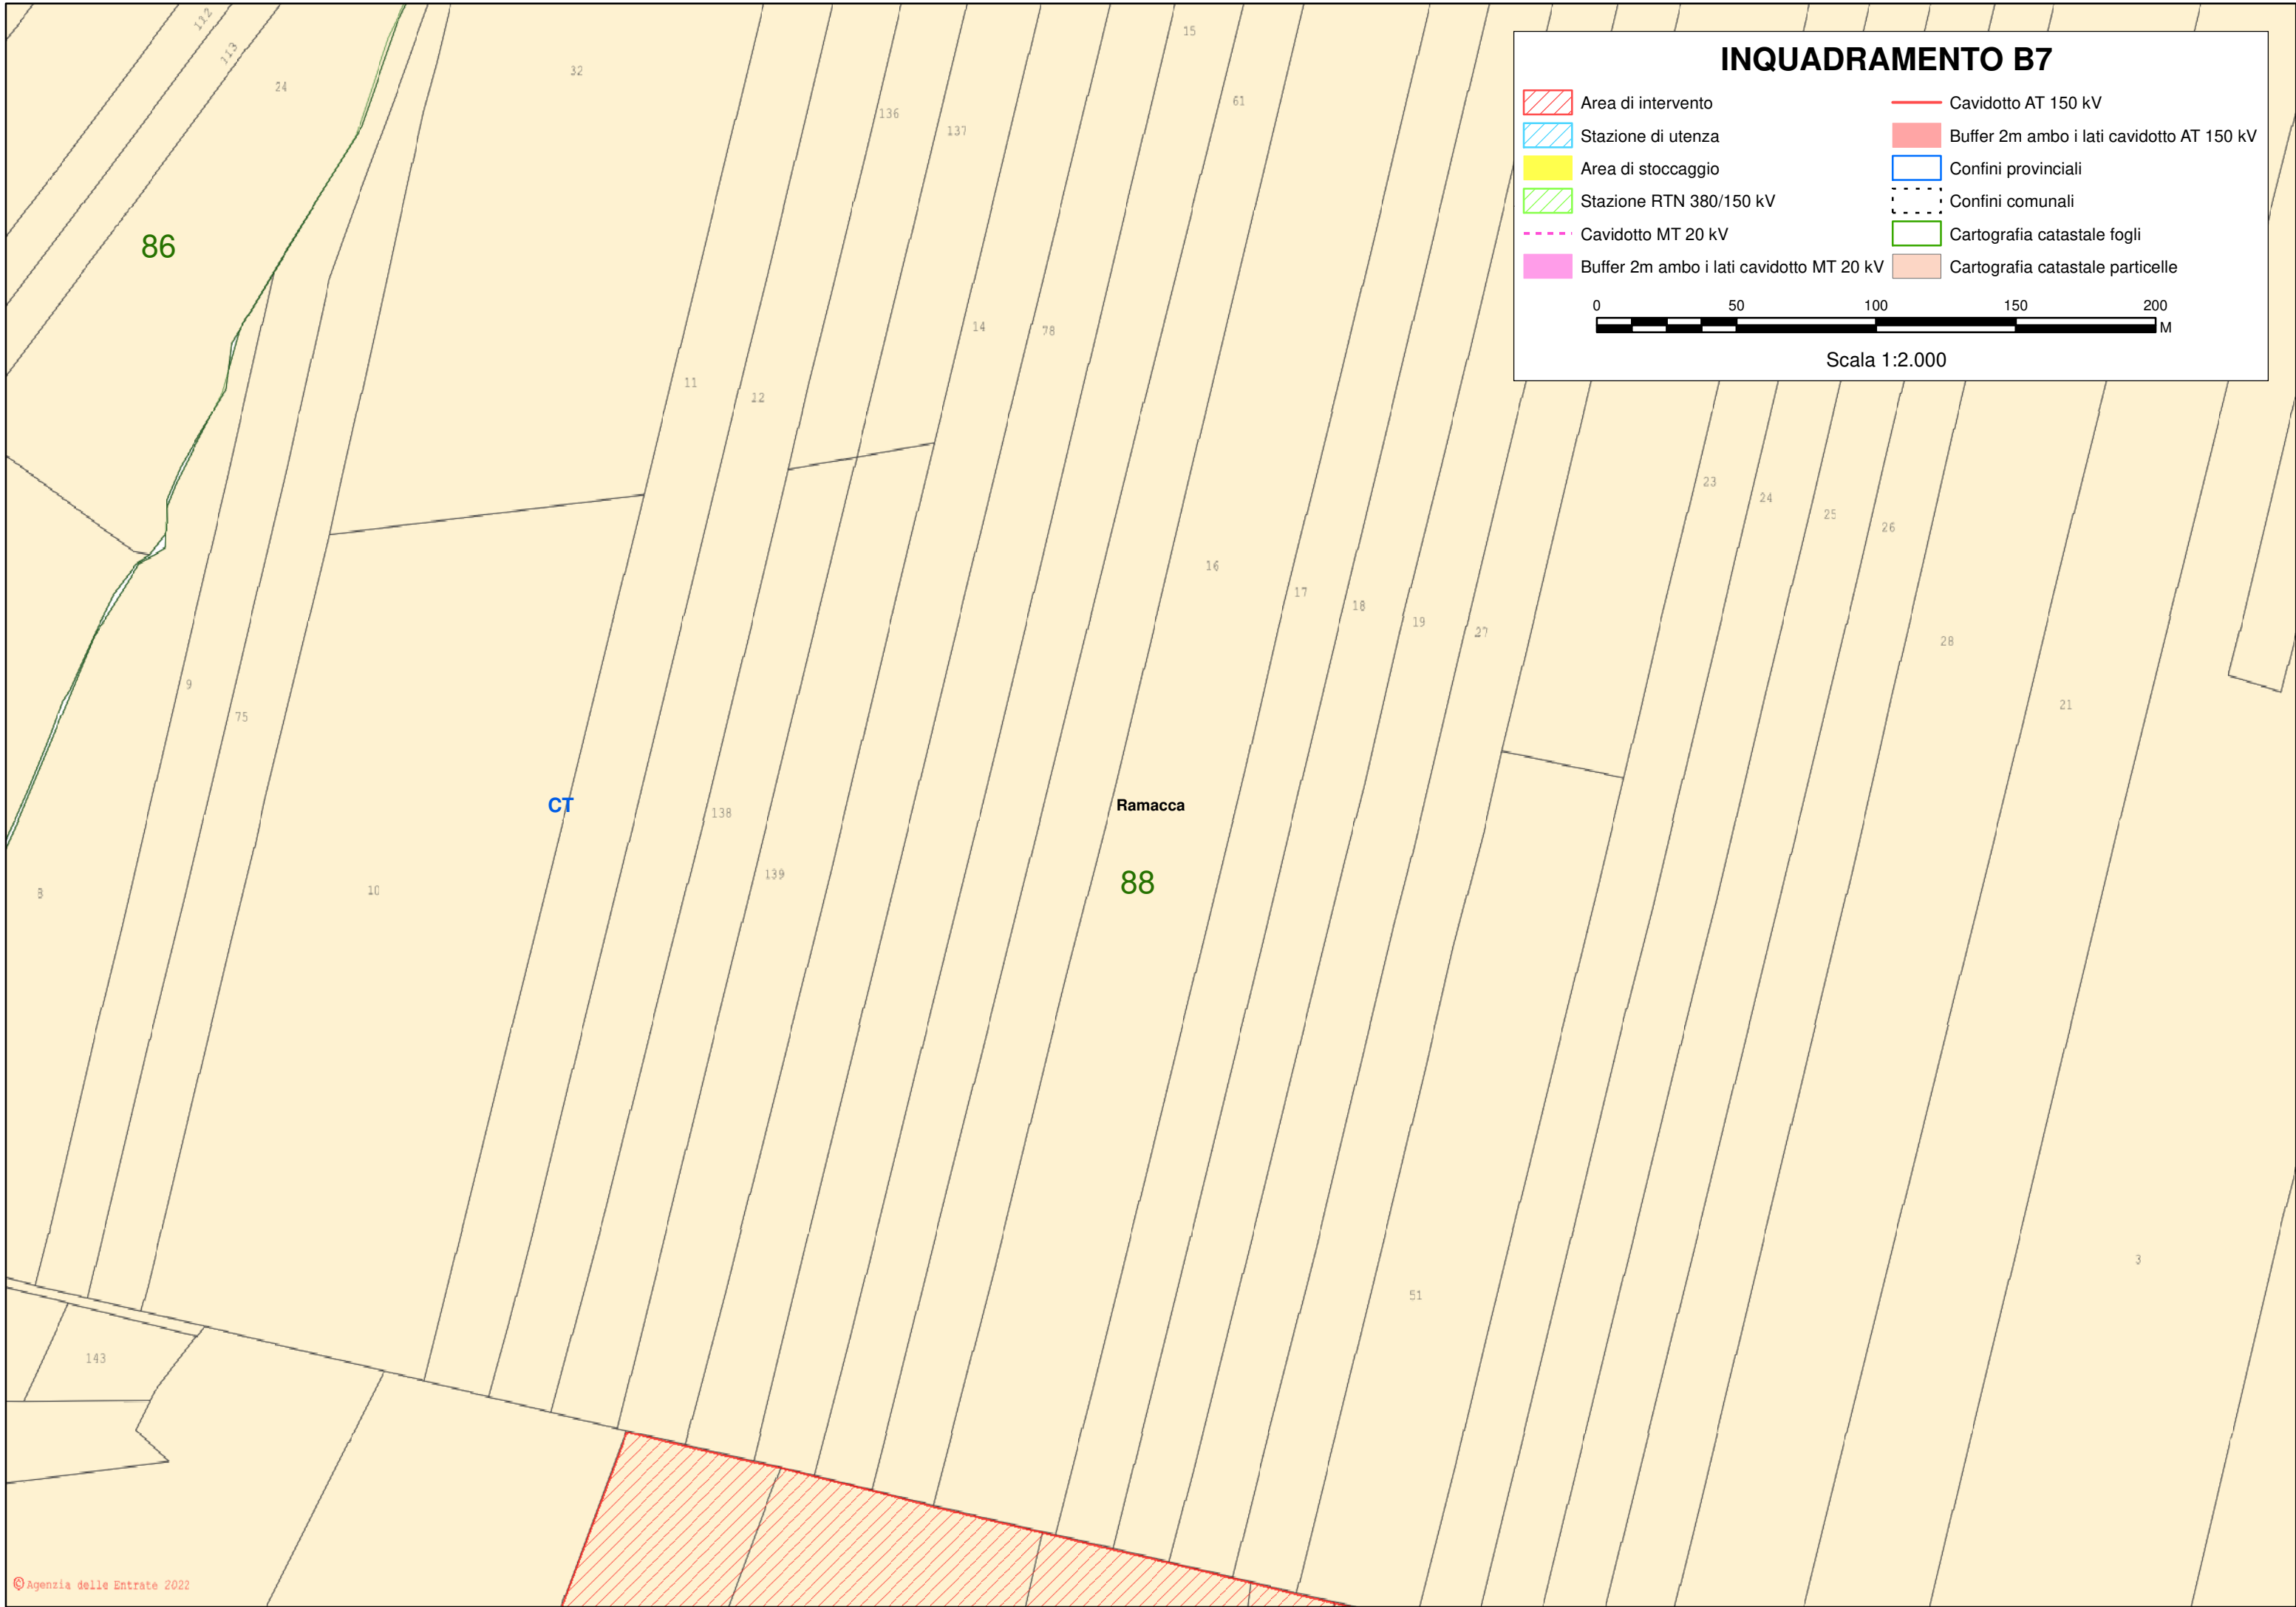 INQUADRAMENTO B7
Area di intervento
Stazione di utenza
Area di stoccaggio
Stazione RTN 380/150 kV
Cavidotto MT 20 kV
Buffer 2m ambo i lati cavidotto MT 20 kV
Cavidotto AT 150 kV
Buffer 2m ambo i lati cavidotto AT 150 kV
Confini provinciali
Confini comunali
Cartografia catastale fogli
Cartografia catastale particelle
0 50 100 150 200
M
Scala 1:2.000
112
113
24
32
15
61
136
137
86
14
78
11
12
23
24
25
26
16
17
18
19
27
28
9
75
21
CT
138
Ramacca
139
88
8
10
3
51
143
© Agenzia delle Entrate 2022